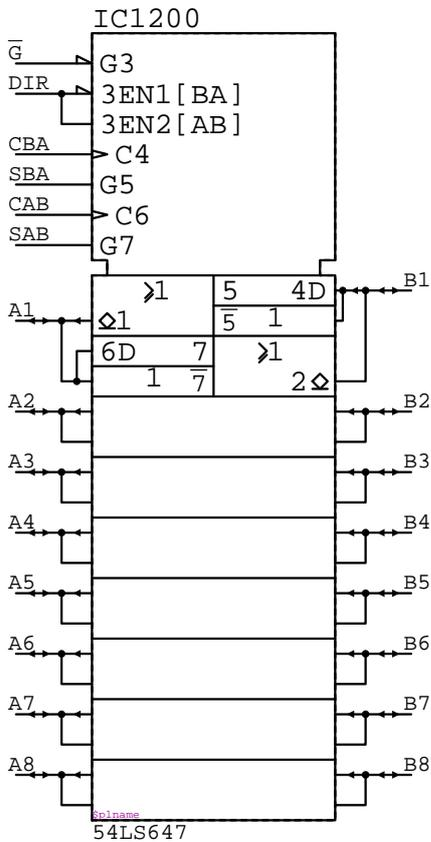 IC1200
G̅
G3
DIR
3EN1[BA]
3EN2[AB]
CBA
C4
SBA
G5
CAB
C6
SAB
G7
≥1
5 4D
B1
A1
◇1
5̅ 1
6D 7
≥1
1 7̅
2◇
A2 B2
A3 B3
A4 B4
A5 B5
A6 B6
A7 B7
A8 B8
$plname
54LS647